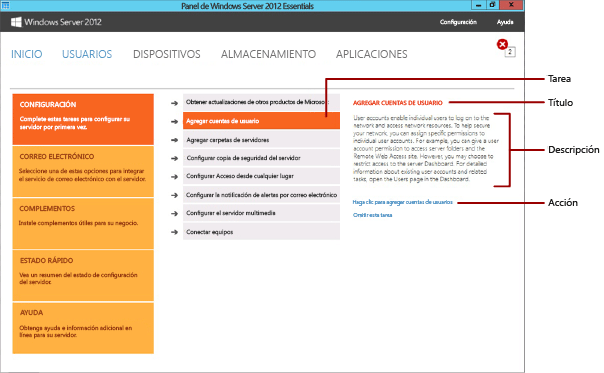 Panel de Windows Server 2012 Essentials
Windows Server 2012
Configuración
Ayuda
INICIO
USUARIOS
DISPOSITIVOS
ALMACENAMIENTO
APLICACIONES
2
CONFIGURACIÓN
Complete estas tareas para configurar su
servidor por primera vez.
CORREO ELECTRÓNICO
Seleccione una de estas opciones para integrar
el servicio de correo electrónico con el servidor.
COMPLEMENTOS
Instale complementos útiles para su negocio.
ESTADO RÁPIDO
Vea un resumen del estado de configuración
del servidor.
AYUDA
Obtenga ayuda e información adicional en
línea para su servidor.
Obtener actualizaciones de otros productos de Microsoft
Agregar cuentas de usuario
Agregar carpetas de servidores
Configurar copia de seguridad del servidor
Configurar Acceso desde cualquier lugar
Configurar la notificación de alertas por correo electrónico
Configurar el servidor multimedia
Conectar equipos
AGREGAR CUENTAS DE USUARIO
User accounts enable individual users to log on to the
network and access network resources. To help secure
your network, you can assign specific permissions to
individual user accounts. For example, you can give a user
account permission to access server folders and the
Remote Web Access site. However, you may choose to
restrict access to the server Dashboard. For detailed
information about existing user accounts and related
tasks, open the Users page in the Dashboard.
Haga clic para agregar cuentas de usuarios
Omitir esta tarea
Tarea
Título
Descripción
Acción